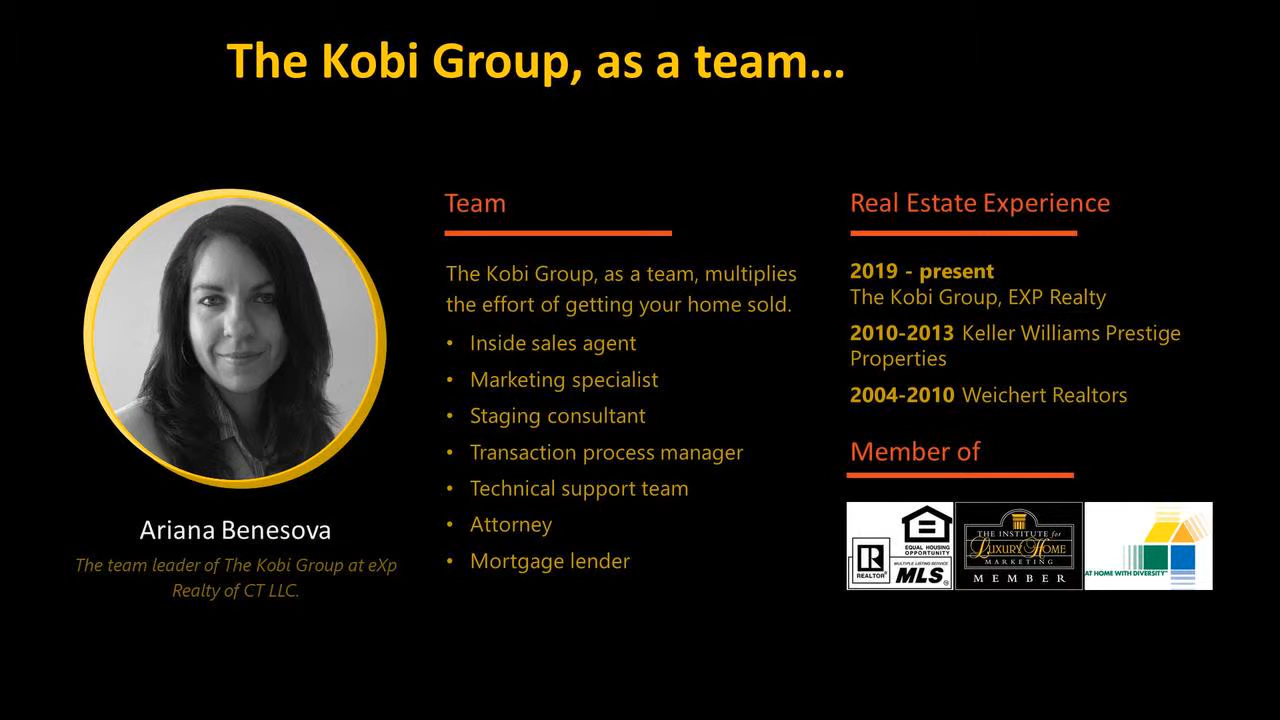 The Kobi Group, as a team…
Ariana Benesova
The team leader of The Kobi Group at eXp
Realty of CT LLC.
Team
The Kobi Group, as a team, multiplies
the effort of getting your home sold.
• Inside sales agent
• Marketing specialist
• Staging consultant
• Transaction process manager
• Technical support team
• Attorney
• Mortgage lender
Real Estate Experience
2019 - present
The Kobi Group, EXP Realty
2010-2013 Keller Williams Prestige
Properties
2004-2010 Weichert Realtors
Member of
EQUAL HOUSING
OPPORTUNITY
REALTOR®
MULTIPLE LISTING SERVICE
MLS®
THE INSTITUTE for
Luxury Home
MARKETING
MEMBER
AT HOME WITH DIVERSITY